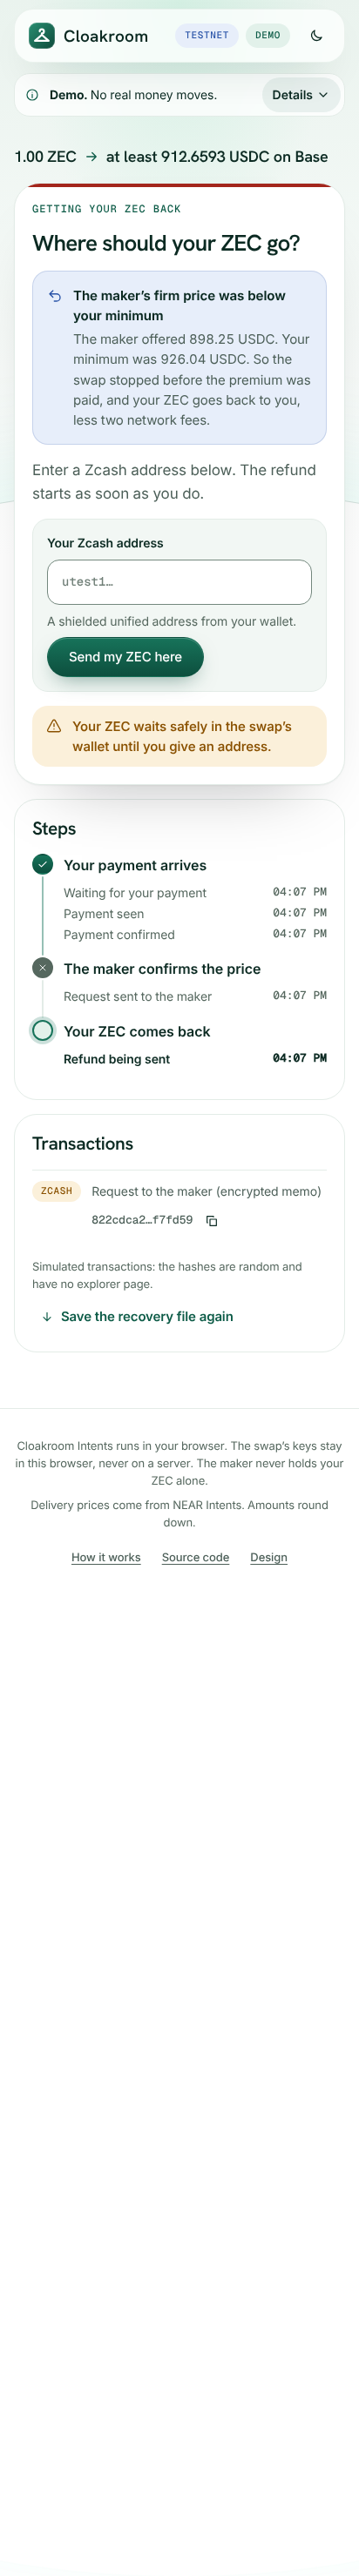 Cloakroom
TESTNET
DEMO
Demo. No real money moves.
Details
1.00 ZEC → at least 912.6593 USDC on Base
GETTING YOUR ZEC BACK
Where should your ZEC go?
The maker’s firm price was below
your minimum
The maker offered 898.25 USDC. Your
minimum was 926.04 USDC. So the
swap stopped before the premium was
paid, and your ZEC goes back to you,
less two network fees.
Enter a Zcash address below. The refund
starts as soon as you do.
Your Zcash address
utest1…
A shielded unified address from your wallet.
Send my ZEC here
Your ZEC waits safely in the swap’s
wallet until you give an address.
Steps
Your payment arrives
Waiting for your payment 04:07 PM
Payment seen 04:07 PM
Payment confirmed 04:07 PM
The maker confirms the price
Request sent to the maker 04:07 PM
Your ZEC comes back
Refund being sent 04:07 PM
Transactions
ZCASH Request to the maker (encrypted memo)
822cdca2…f7fd59
Simulated transactions: the hashes are random and
have no explorer page.
↓ Save the recovery file again
Cloakroom Intents runs in your browser. The swap’s keys stay
in this browser, never on a server. The maker never holds your
ZEC alone.
Delivery prices come from NEAR Intents. Amounts round
down.
How it works Source code Design